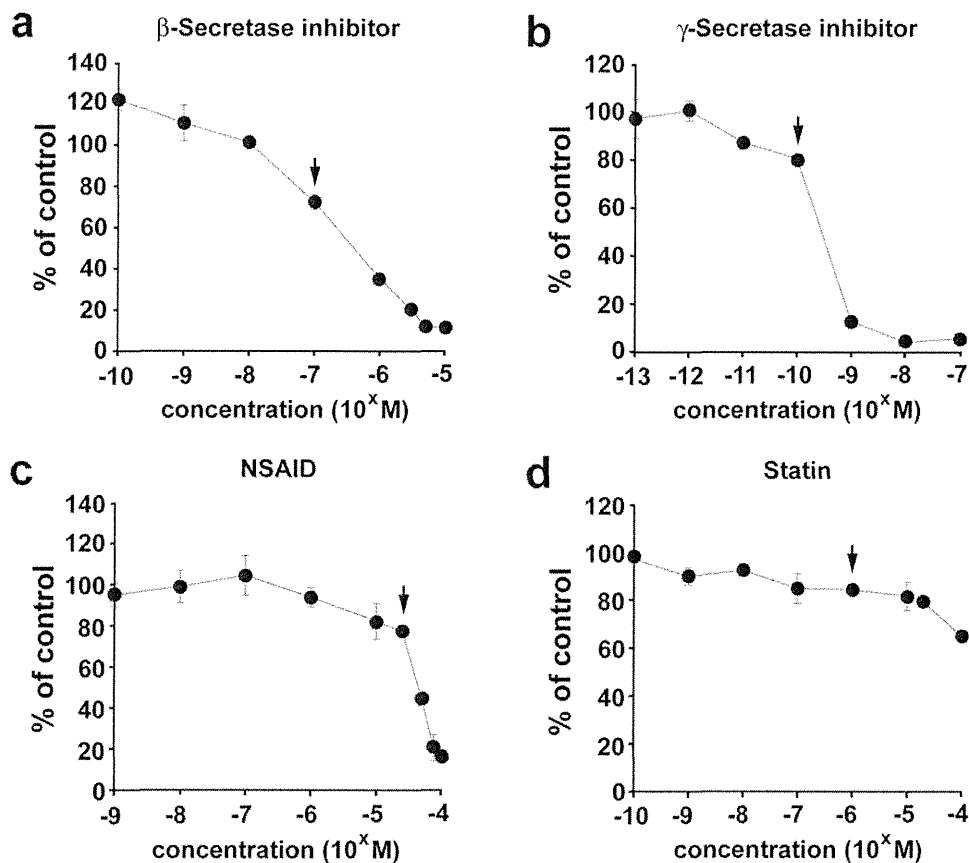 a
β-Secretase inhibitor
% of control
140
120
100
80
60
40
20
0
-10 -9 -8 -7 -6 -5
concentration (10^x M)
b
γ-Secretase inhibitor
% of control
120
100
80
60
40
20
0
-13 -12 -11 -10 -9 -8 -7
concentration (10^x M)
c
NSAID
% of control
140
120
100
80
60
40
20
0
-9 -8 -7 -6 -5 -4
concentration (10^x M)
d
Statin
% of control
120
100
80
60
40
20
0
-10 -9 -8 -7 -6 -5 -4
concentration (10^x M)